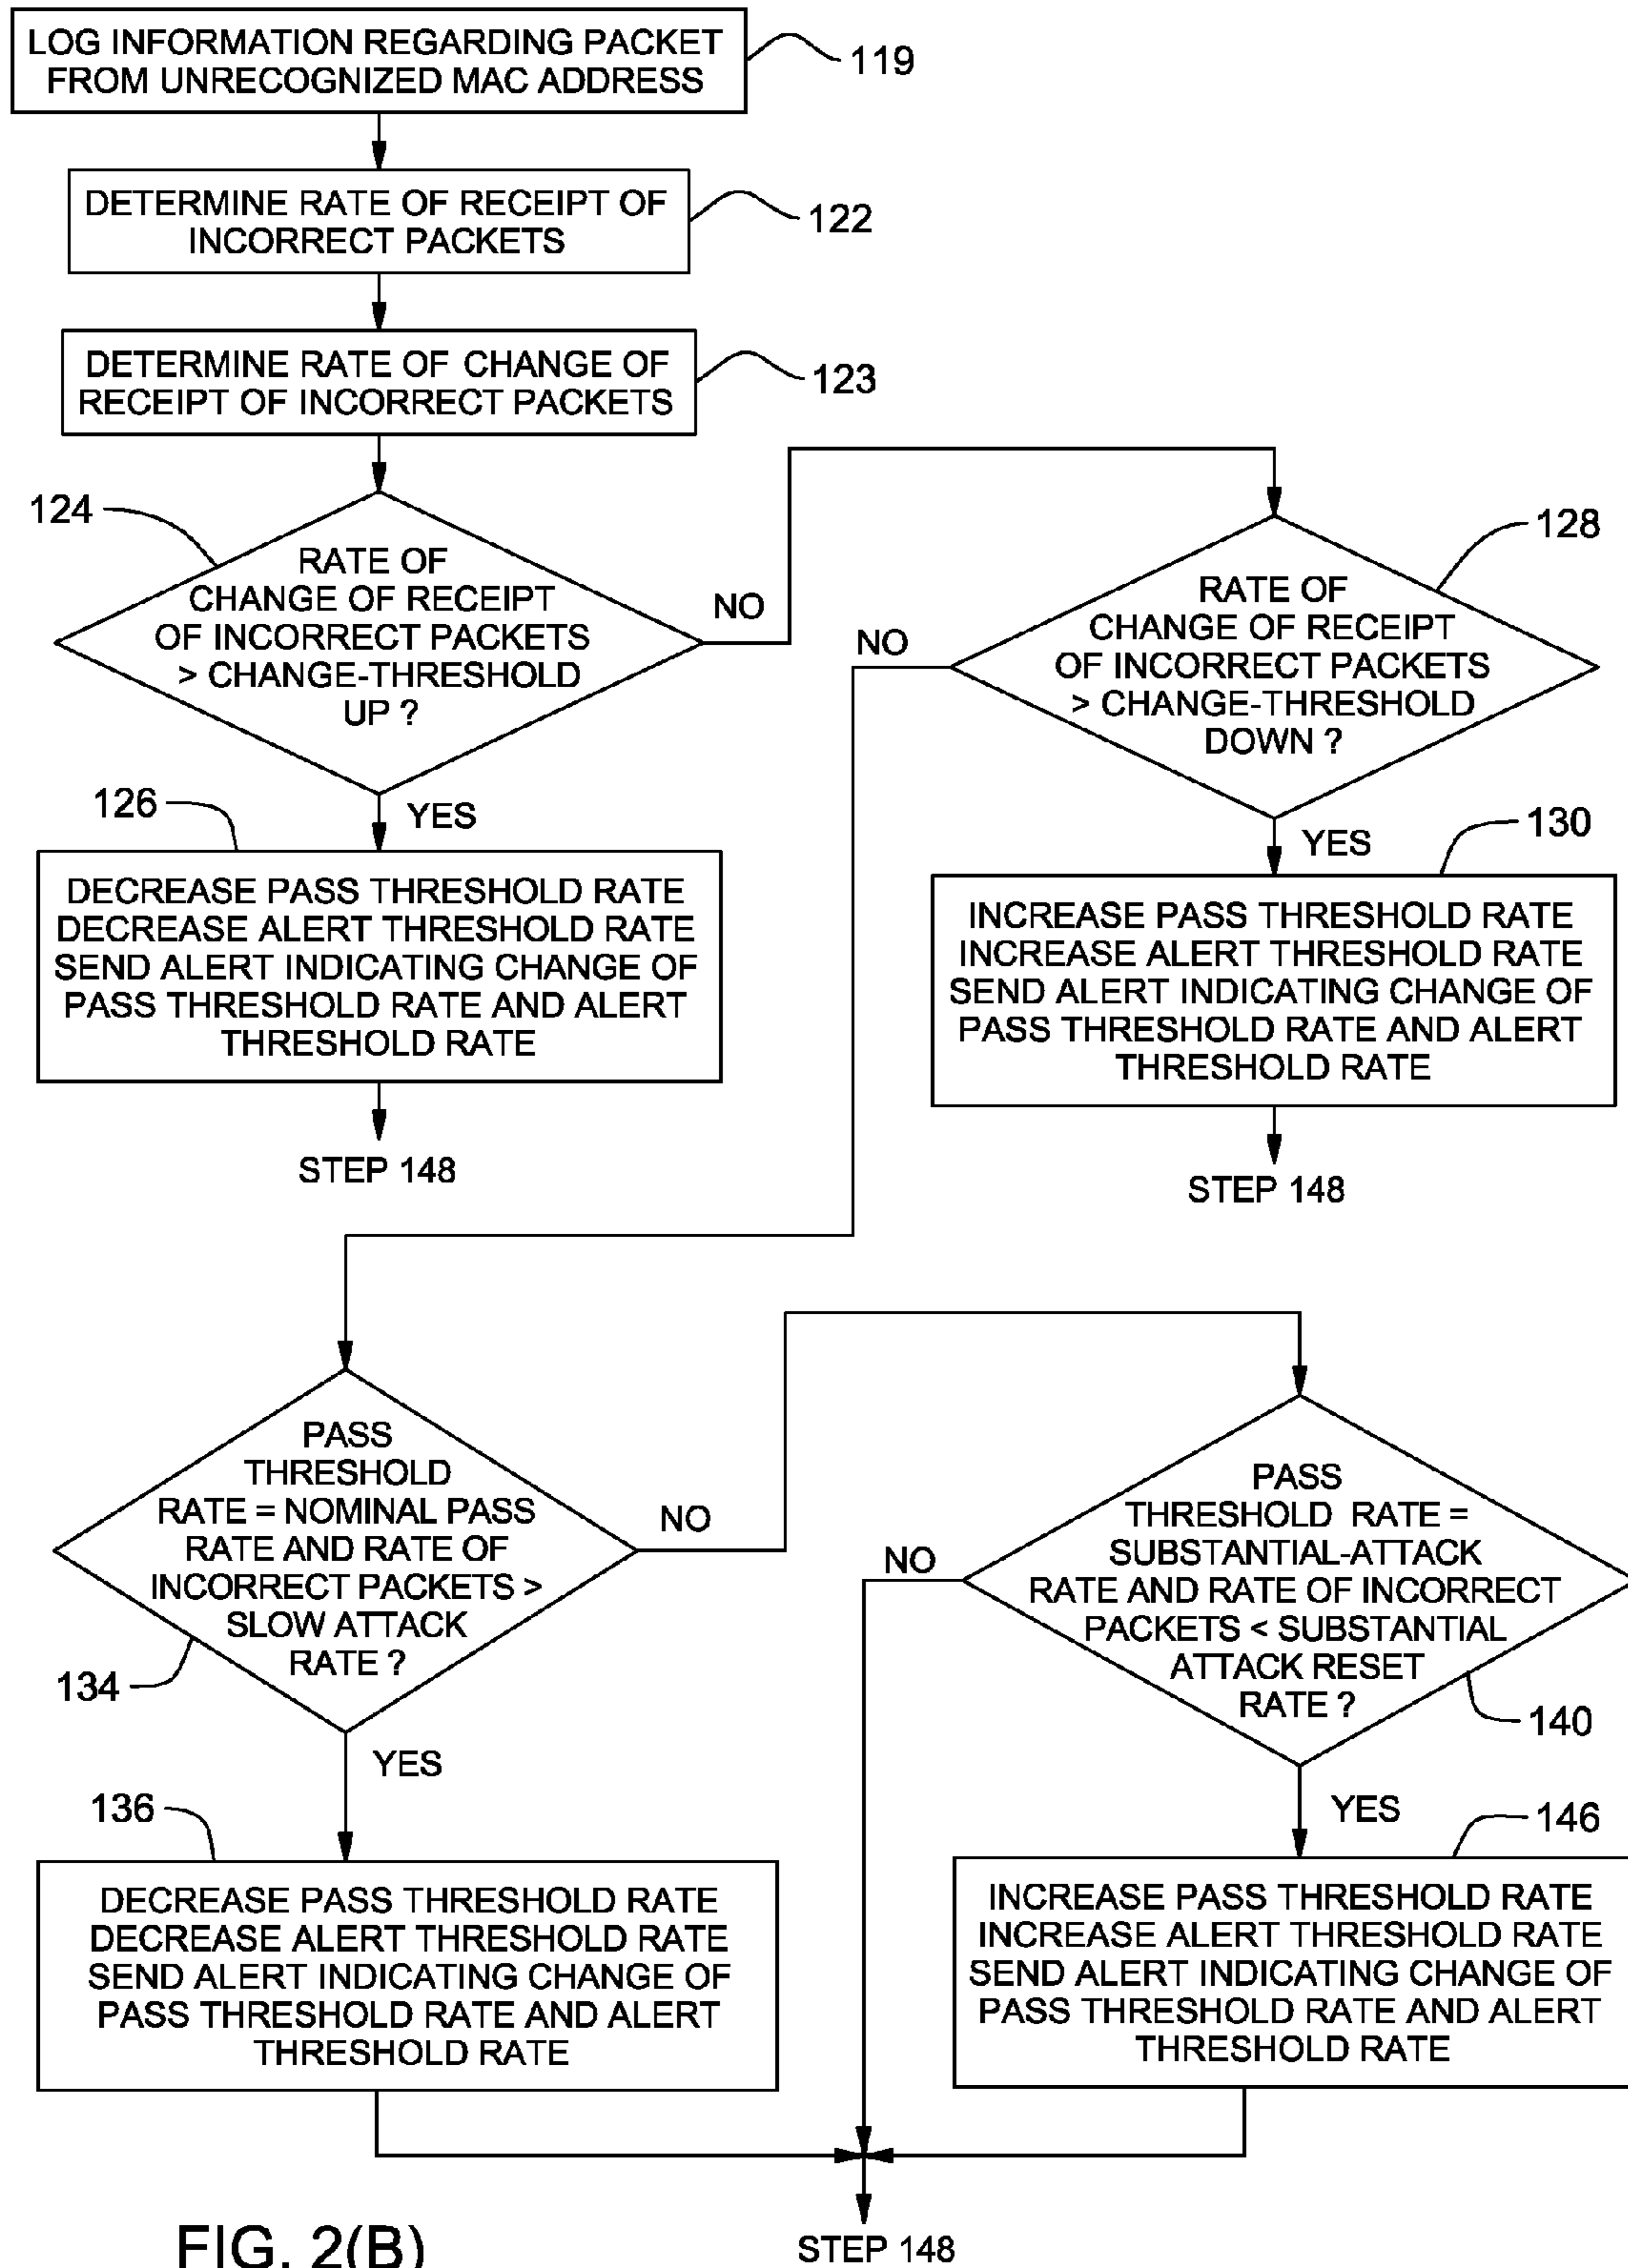 LOG INFORMATION REGARDING PACKET
FROM UNRECOGNIZED MAC ADDRESS
119
DETERMINE RATE OF RECEIPT OF
INCORRECT PACKETS
122
DETERMINE RATE OF CHANGE OF
RECEIPT OF INCORRECT PACKETS
123
124
RATE OF
CHANGE OF RECEIPT
OF INCORRECT PACKETS
> CHANGE-THRESHOLD
UP ?
NO
YES
128
RATE OF
CHANGE OF RECEIPT
OF INCORRECT PACKETS
> CHANGE-THRESHOLD
DOWN ?
NO
YES
126
DECREASE PASS THRESHOLD RATE
DECREASE ALERT THRESHOLD RATE
SEND ALERT INDICATING CHANGE OF
PASS THRESHOLD RATE AND ALERT
THRESHOLD RATE
STEP 148
130
INCREASE PASS THRESHOLD RATE
INCREASE ALERT THRESHOLD RATE
SEND ALERT INDICATING CHANGE OF
PASS THRESHOLD RATE AND ALERT
THRESHOLD RATE
STEP 148
PASS
THRESHOLD
RATE = NOMINAL PASS
RATE AND RATE OF
INCORRECT PACKETS >
SLOW ATTACK
RATE ?
134
NO
YES
PASS
THRESHOLD RATE =
SUBSTANTIAL-ATTACK
RATE AND RATE OF INCORRECT
PACKETS < SUBSTANTIAL
ATTACK RESET
RATE ?
140
NO
YES
136
DECREASE PASS THRESHOLD RATE
DECREASE ALERT THRESHOLD RATE
SEND ALERT INDICATING CHANGE OF
PASS THRESHOLD RATE AND ALERT
THRESHOLD RATE
146
INCREASE PASS THRESHOLD RATE
INCREASE ALERT THRESHOLD RATE
SEND ALERT INDICATING CHANGE OF
PASS THRESHOLD RATE AND ALERT
THRESHOLD RATE
STEP 148
FIG. 2(B)